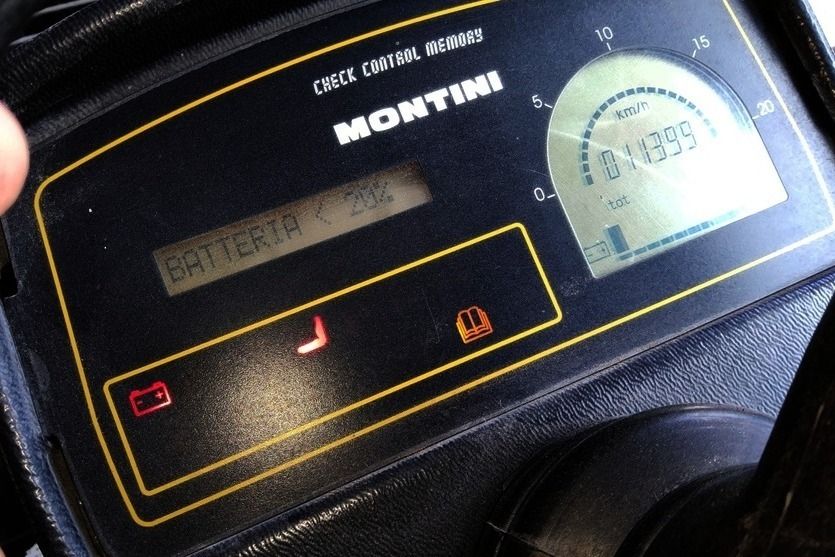 CHECK CONTROL MEMORY
MONTINI
BATTERIA < 20%
0
5
10
15
20
km/h
011399
tot